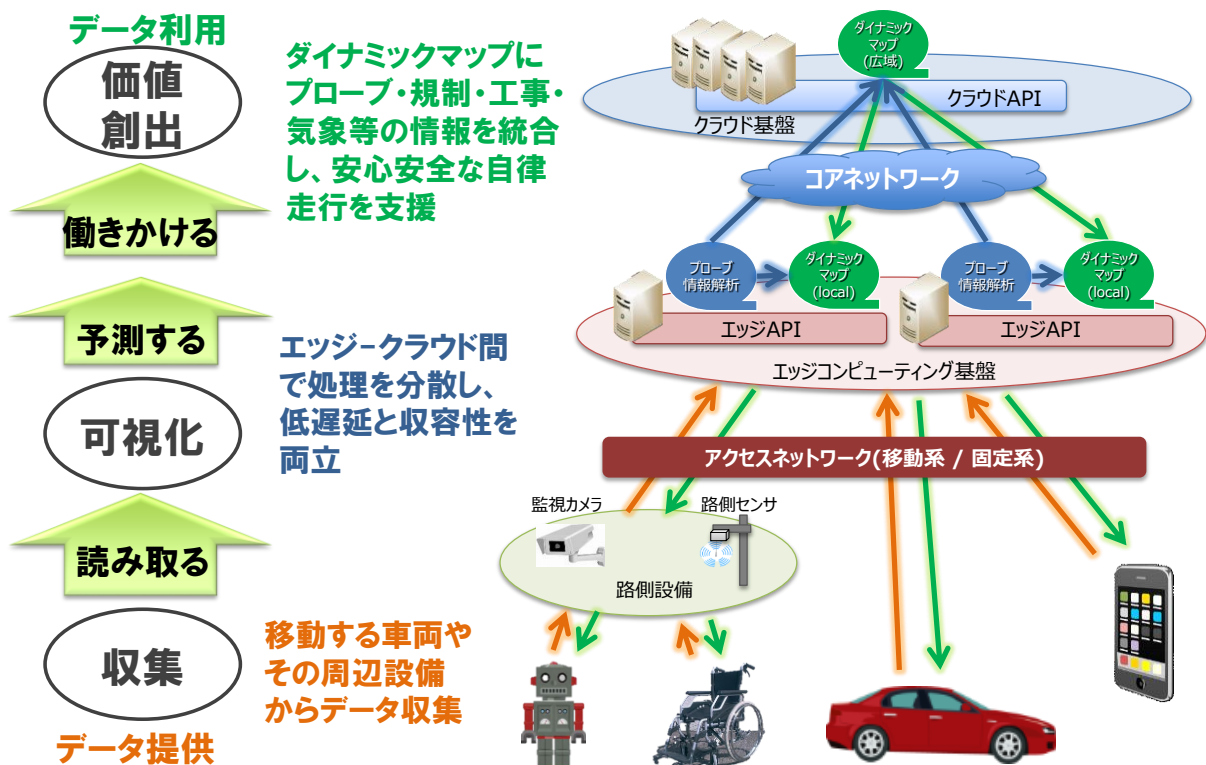 データ利用
価値
創出
働きかける
予測する
可視化
読み取る
収集
データ提供
ダイナミックマップに
プローブ・規制・工事・
気象等の情報を統合
し、安心安全な自律
走行を支援
エッジ-クラウド間
で処理を分散し、
低遅延と収容性を
両立
移動する車両や
その周辺設備
からデータ収集
ダイナミック
マップ
(広域)
クラウドAPI
クラウド基盤
コアネットワーク
プローブ
情報解析
ダイナミック
マップ
(local)
プローブ
情報解析
ダイナミック
マップ
(local)
エッジAPI
エッジAPI
エッジコンピューティング基盤
アクセスネットワーク(移動系 / 固定系)
監視カメラ
路側センサ
路側設備